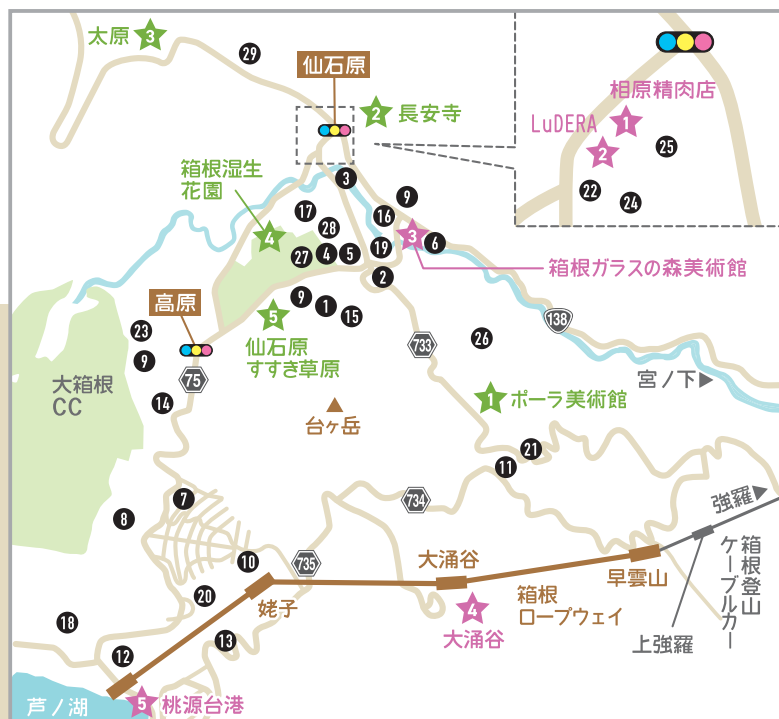 太原
3
29
仙石原
2
長安寺
相原精肉店
LuDERA
1
2
25
22
24
箱根湿生
花園
3
9
17
16
28
4
19
3
6
27
4
5
2
箱根ガラスの森美術館
高原
9
1
15
5
23
9
仙石原
すすき草原
733
26
138
75
宮ノ下
大箱根
CC
14
台ヶ岳
1
ポーラ美術館
21
11
7
8
734
強羅
10
735
大涌谷
早雲山
箱根登山
ケーブルカー
20
姥子
4
箱根
ロープウェイ
18
13
大涌谷
上強羅
12
芦ノ湖
5
桃源台港